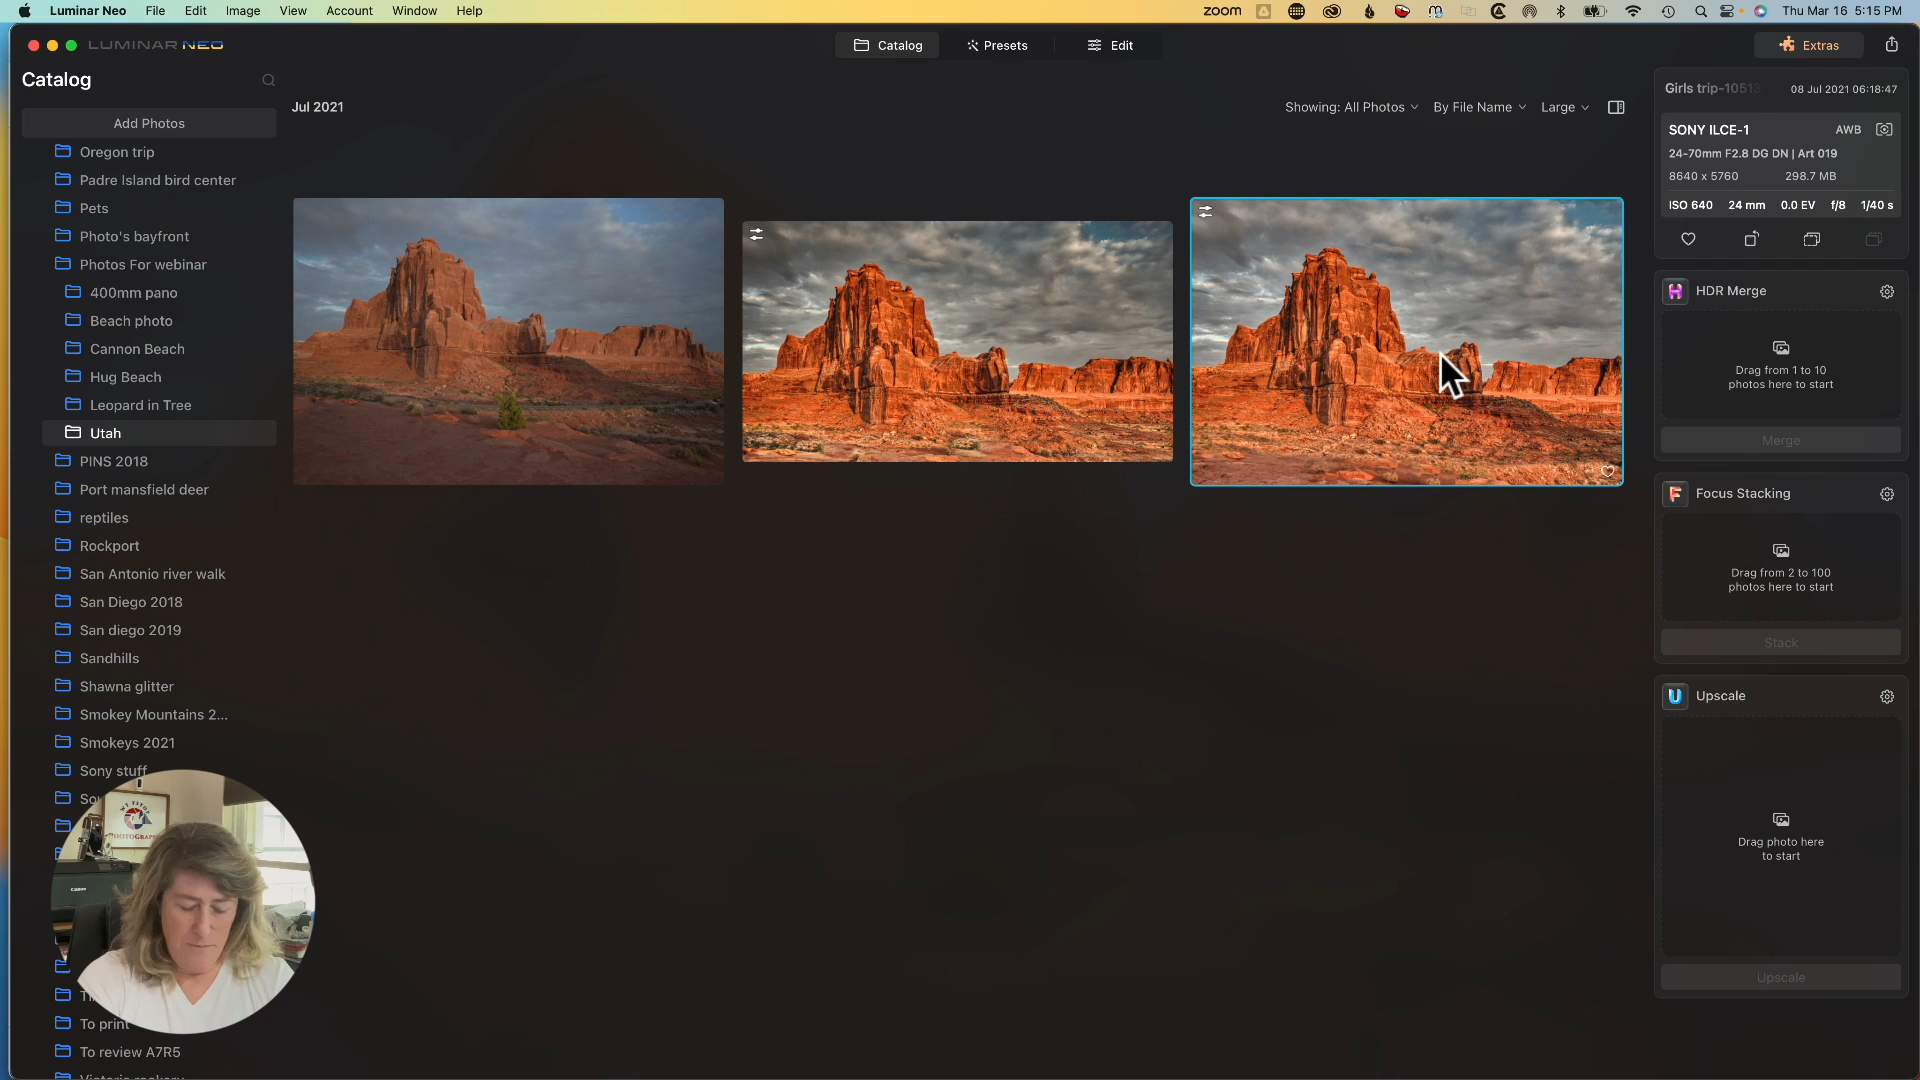 Luminar Neo File Edit Image View Account Window Help
zoom
Thu Mar 16 5:15 PM
LUMINAR NEO
Catalog
Presets
Edit
Extras
Catalog
Add Photos
Oregon trip
Padre Island bird center
Pets
Photo's bayfront
Photos For webinar
400mm pano
Beach photo
Cannon Beach
Hug Beach
Leopard in Tree
Utah
PINS 2018
Port mansfield deer
reptiles
Rockport
San Antonio river walk
San Diego 2018
San diego 2019
Sandhills
Shawna glitter
Smokey Mountains 2...
Smokeys 2021
Sony stuff
To print
To review A7R5
Jul 2021
Showing: All Photos
By File Name
Large
Girls trip-10513
08 Jul 2021 06:18:47
SONY ILCE-1
AWB
24-70mm F2.8 DG DN | Art 019
8640 x 5760
298.7 MB
ISO 640
24 mm
0.0 EV
f/8
1/40 s
HDR Merge
Drag from 1 to 10
photos here to start
Merge
Focus Stacking
Drag from 2 to 100
photos here to start
Stack
Upscale
Drag photo here
to start
Upscale